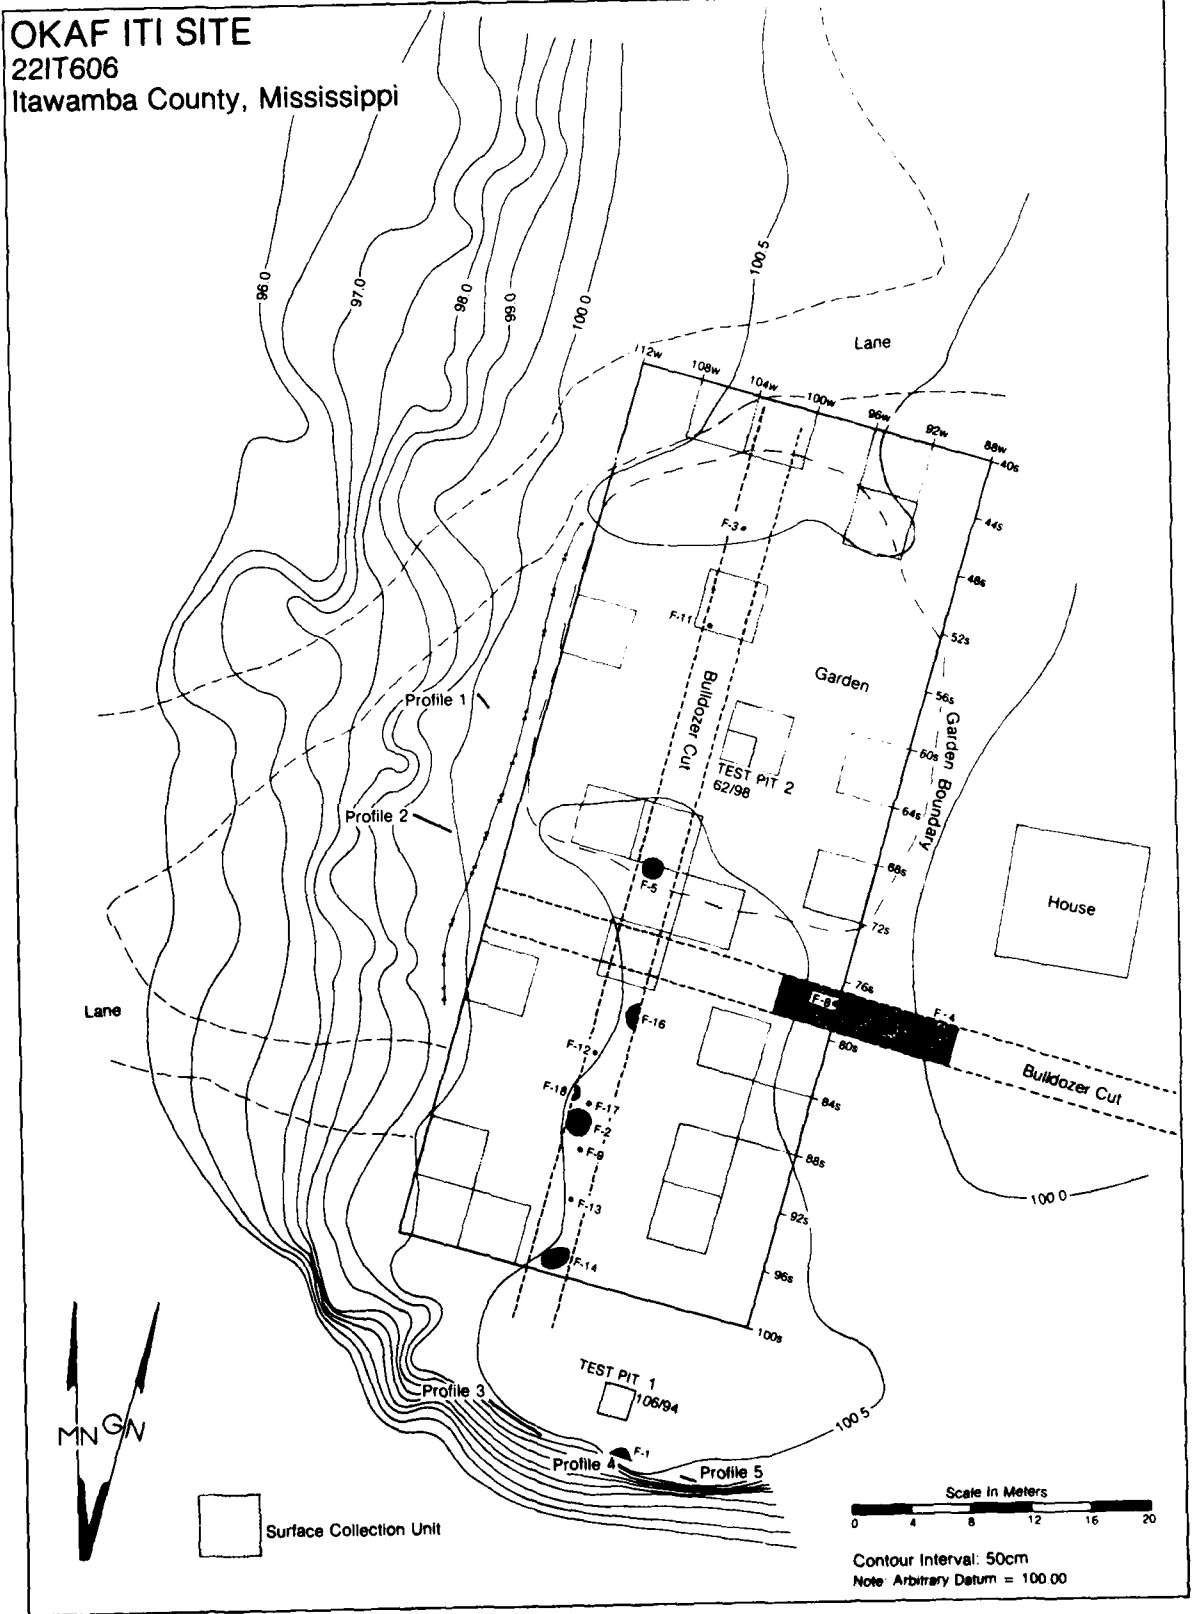 OKAF ITI SITE
22IT606
Itawamba County, Mississippi
96.0
97.0
98.0
99.0
100.0
100.5
Lane
112w
108w
104w
100w
96w
92w
88w
40s
44s
48s
52s
56s
60s
64s
68s
72s
76s
80s
84s
88s
92s
96s
100s
F-3
F-11
Bulldozer Cut
Garden
Garden Boundary
TEST PIT 2
62/98
Profile 1
Profile 2
F-5
House
F-8
F-4
Bulldozer Cut
Lane
F-16
F-12
F-18
F-17
F-2
F-9
F-13
F-14
100.0
TEST PIT 1
106/94
100.5
Profile 3
F-1
Profile 4
Profile 5
MN GN
Surface Collection Unit
Scale in Meters
0 4 8 12 16 20
Contour Interval: 50cm
Note: Arbitrary Datum = 100.00